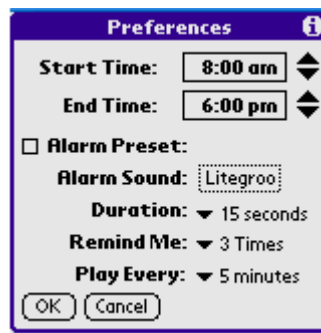 Preferences
Start Time: 8:00 am
End Time: 6:00 pm
Alarm Preset:
Alarm Sound: Litegroo
Duration: 15 seconds
Remind Me: 3 Times
Play Every: 5 minutes
OK Cancel